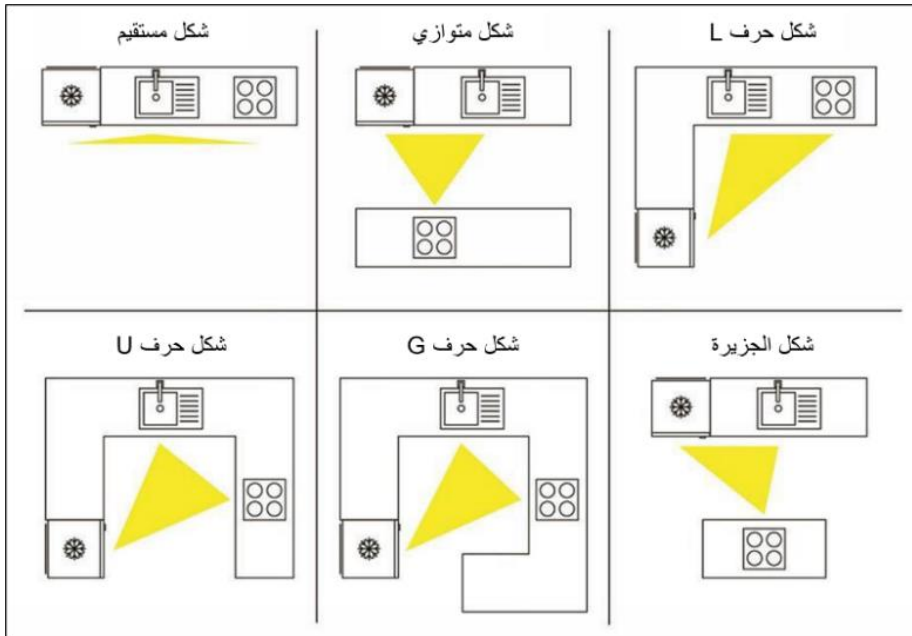 شكل حرف L
شكل متوازي
شكل مستقيم
شكل الجزيرة
شكل حرف G
شكل حرف U